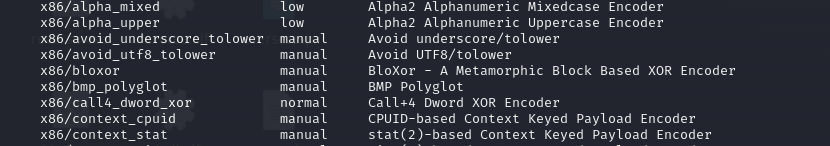 x86/alpha_mixed low Alpha2 Alphanumeric Mixedcase Encoder
x86/alpha_upper low Alpha2 Alphanumeric Uppercase Encoder
x86/avoid_underscore_tolower manual Avoid underscore/tolower
x86/avoid_utf8_tolower manual Avoid UTF8/tolower
x86/bloxor manual BloXor - A Metamorphic Block Based XOR Encoder
x86/bmp_polyglot manual BMP Polyglot
x86/call4_dword_xor normal Call+4 Dword XOR Encoder
x86/context_cpuid manual CPUID-based Context Keyed Payload Encoder
x86/context_stat manual stat(2)-based Context Keyed Payload Encoder